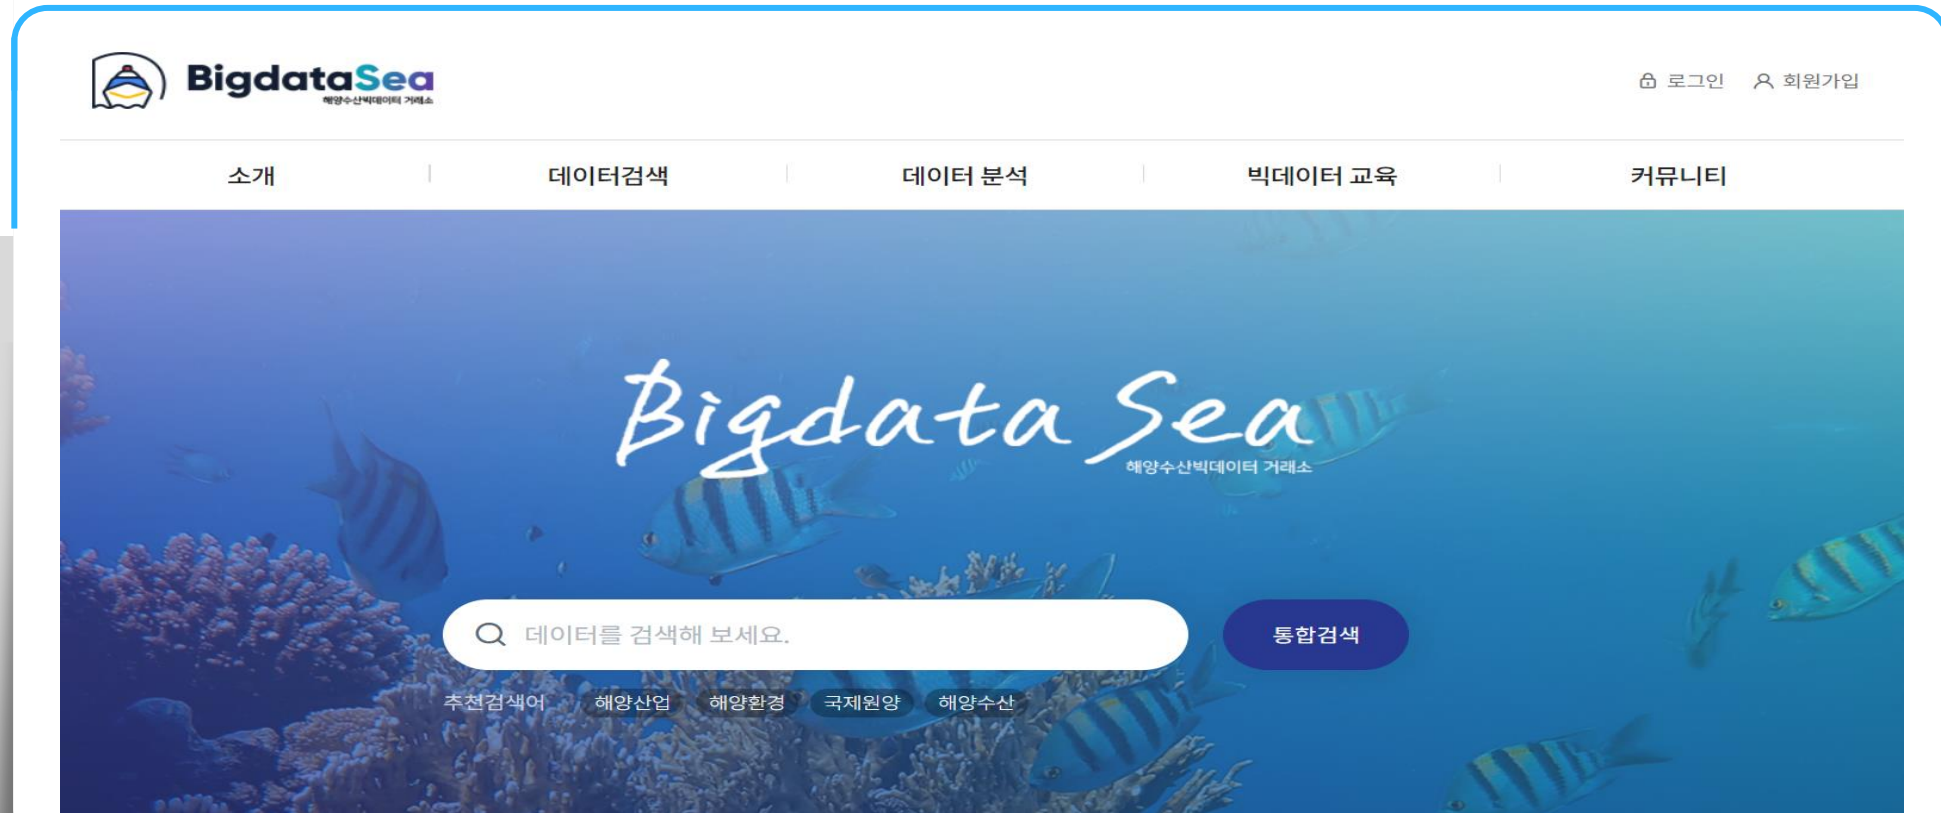 BigdataSea
해양수산빅데이터 거래소
로그인 회원가입
소개 데이터검색 데이터 분석 빅데이터 교육 커뮤니티
Bigdata Sea
해양수산빅데이터 거래소
데이터를 검색해 보세요. 통합검색
추천검색어 해양산업 해양환경 국제원양 해양수산